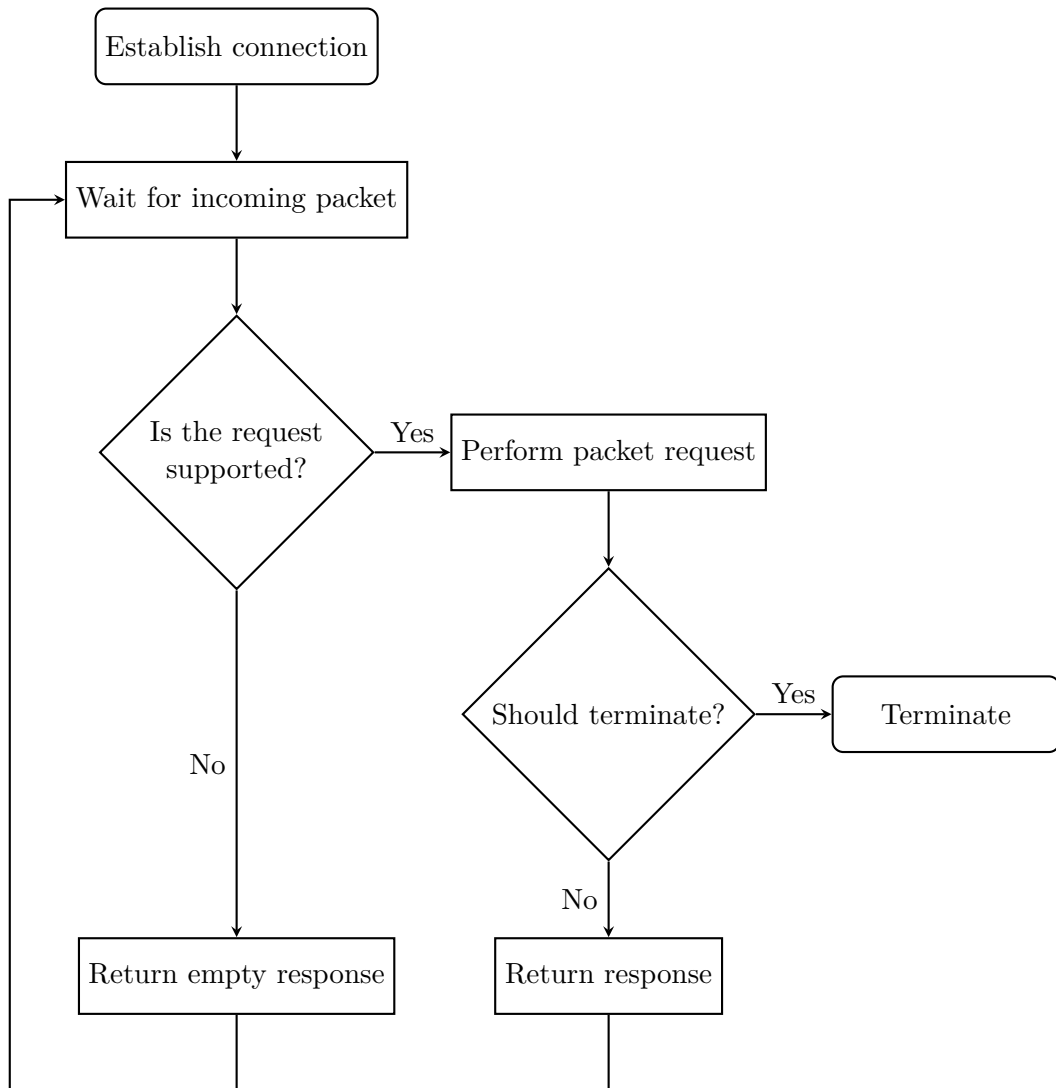 Establish connection
Wait for incoming packet
Is the request
supported?
Yes
Perform packet request
Should terminate?
Yes
Terminate
No
No
Return empty response
Return response